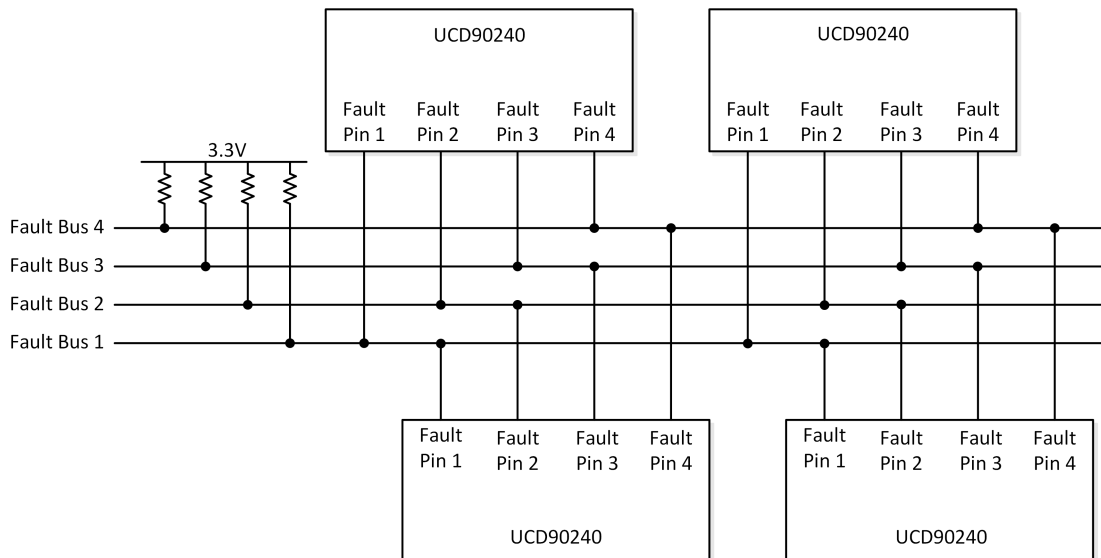 UCD90240
UCD90240
Fault Fault Fault Fault
Pin 1 Pin 2 Pin 3 Pin 4
Fault Fault Fault Fault
Pin 1 Pin 2 Pin 3 Pin 4
3.3V
Fault Bus 4
Fault Bus 3
Fault Bus 2
Fault Bus 1
Fault Fault Fault Fault
Pin 1 Pin 2 Pin 3 Pin 4
Fault Fault Fault Fault
Pin 1 Pin 2 Pin 3 Pin 4
UCD90240
UCD90240